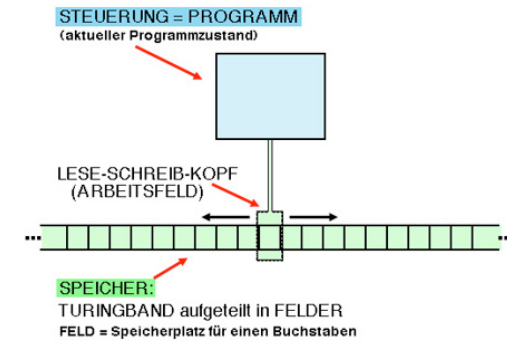 STEUERUNG = PROGRAMM
(aktueller Programmzustand)
LESE-SCHREIB-KOPF
(ARBEITSFELD)
SPEICHER:
TURINGBAND aufgeteilt in FELDER
FELD = Speicherplatz für einen Buchstaben